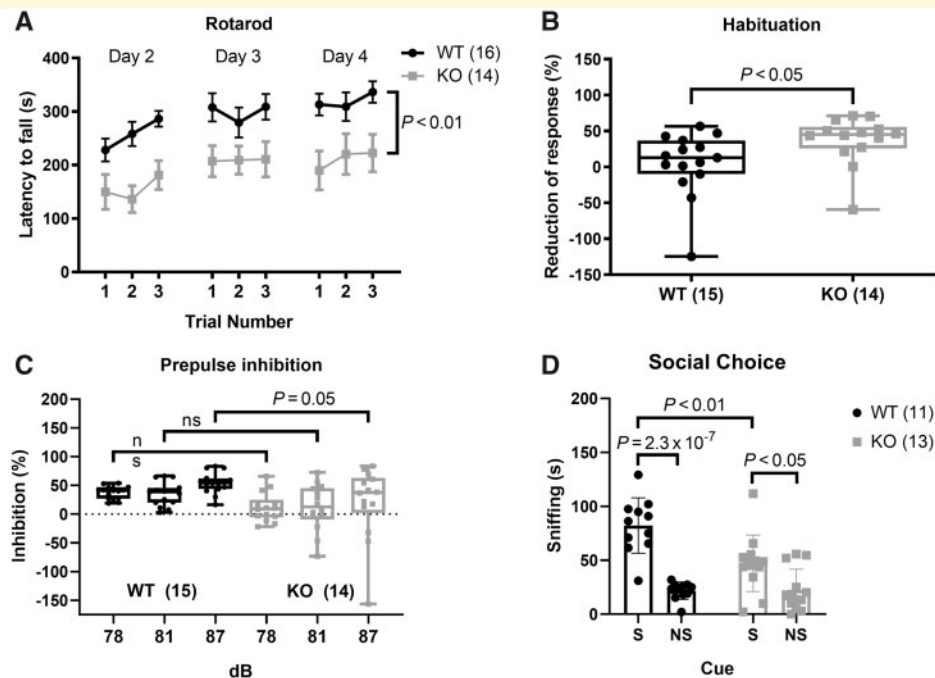 A
Rotarod
Day 2 Day 3 Day 4
WT (16)
KO (14)
P < 0.01
Latency to fall (s)
400
300
200
100
0
1 2 3 1 2 3 1 2 3
Trial Number
B
Habituation
P < 0.05
Reduction of response (%)
150
100
50
0
-50
-100
-150
WT (15) KO (14)
C
Prepulse inhibition
P = 0.05
ns
n
s
Inhibition (%)
200
150
100
50
0
-50
-100
-150
WT (15) KO (14)
78 81 87 78 81 87
dB
D
Social Choice
WT (11)
KO (13)
P < 0.01
P = 2.3 x 10⁻⁷
P < 0.05
Sniffing (s)
200
150
100
50
0
S NS S NS
Cue